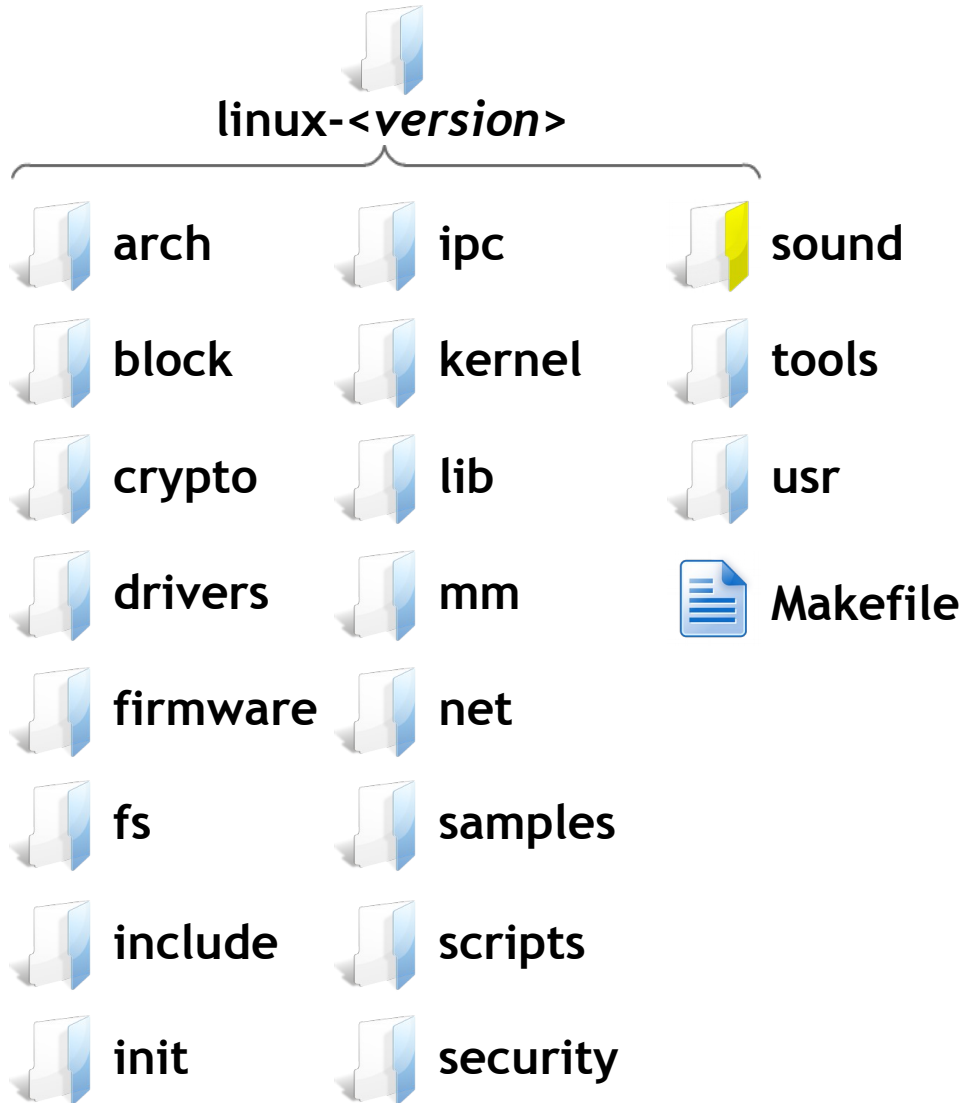 linux-<version>
arch
block
crypto
drivers
firmware
fs
include
init
ipc
kernel
lib
mm
net
samples
scripts
security
sound
tools
usr
Makefile